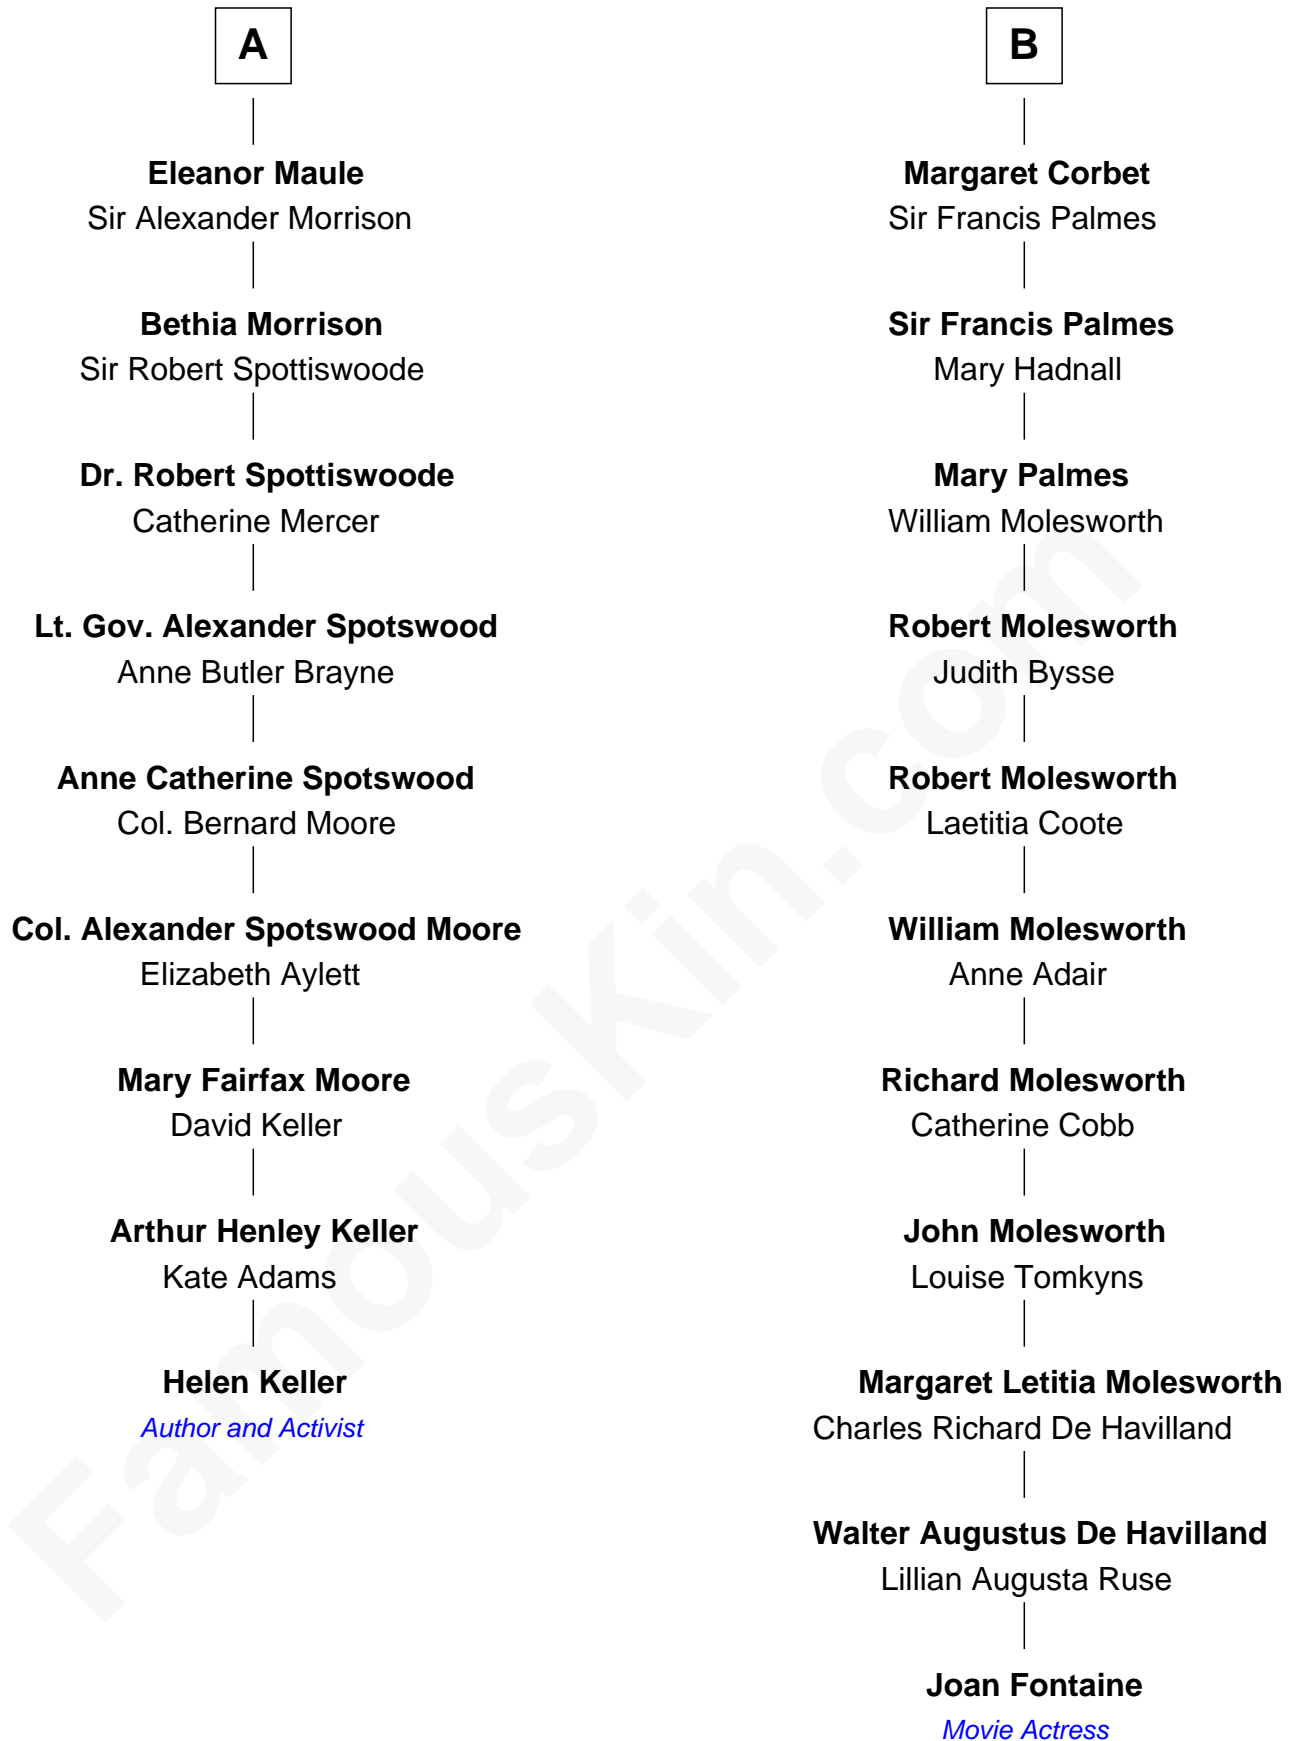 A
Eleanor Maule
Sir Alexander Morrison
Bethia Morrison
Sir Robert Spottiswoode
Dr. Robert Spottiswoode
Catherine Mercer
Lt. Gov. Alexander Spotswood
Anne Butler Brayne
Anne Catherine Spotswood
Col. Bernard Moore
Col. Alexander Spotswood Moore
Elizabeth Aylett
Mary Fairfax Moore
David Keller
Arthur Henley Keller
Kate Adams
Helen Keller
Author and Activist
B
Margaret Corbet
Sir Francis Palmes
Sir Francis Palmes
Mary Hadnall
Mary Palmes
William Molesworth
Robert Molesworth
Judith Bysse
Robert Molesworth
Laetitia Coote
William Molesworth
Anne Adair
Richard Molesworth
Catherine Cobb
John Molesworth
Louise Tomkyns
Margaret Letitia Molesworth
Charles Richard De Havilland
Walter Augustus De Havilland
Lillian Augusta Ruse
Joan Fontaine
Movie Actress
FamousKin.com